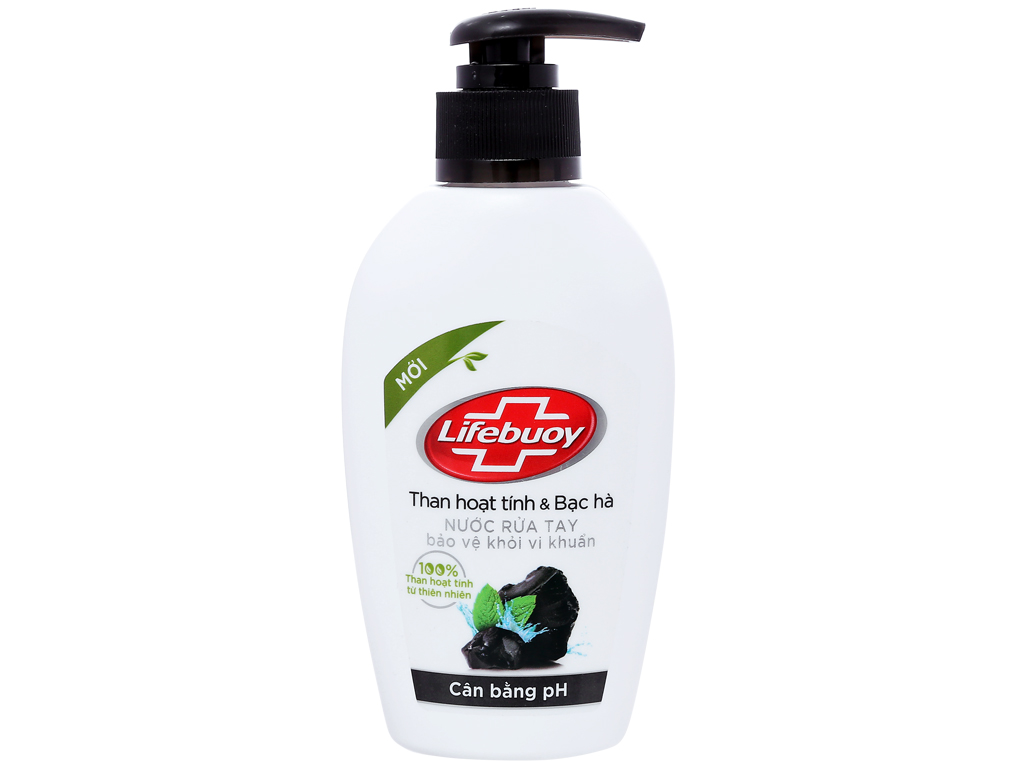 MỚI
Lifebuoy
Than hoạt tính & Bạc hà
NƯỚC RỬA TAY
bảo vệ khỏi vi khuẩn
100%
Than hoạt tính
từ thiên nhiên
Cân bằng pH